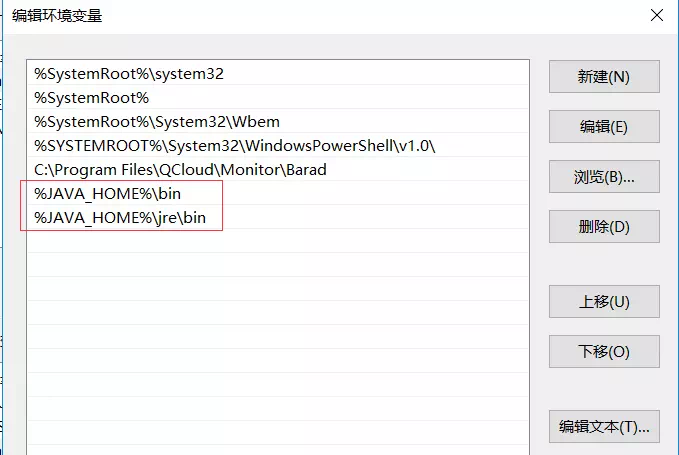 编辑环境变量
%SystemRoot%\system32
%SystemRoot%
%SystemRoot%\System32\Wbem
%SYSTEMROOT%\System32\WindowsPowerShell\v1.0\
C:\Program Files\QCloud\Monitor\Barad
%JAVA_HOME%\bin
%JAVA_HOME%\jre\bin
新建(N)
编辑(E)
浏览(B)...
删除(D)
上移(U)
下移(O)
编辑文本(T)...